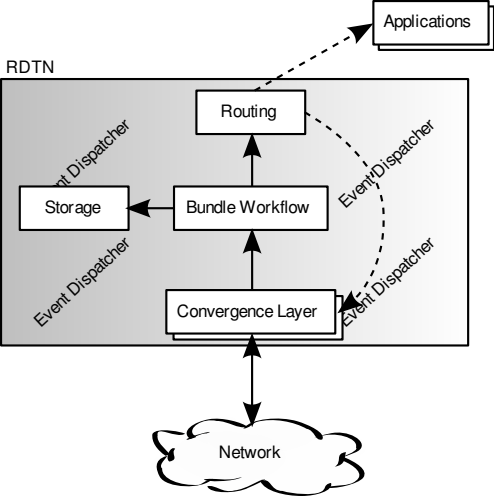 Applications
RDTN
Routing
Event Dispatcher
Event Dispatcher
Storage
Bundle Workflow
Event Dispatcher
Event Dispatcher
Convergence Layer
Network